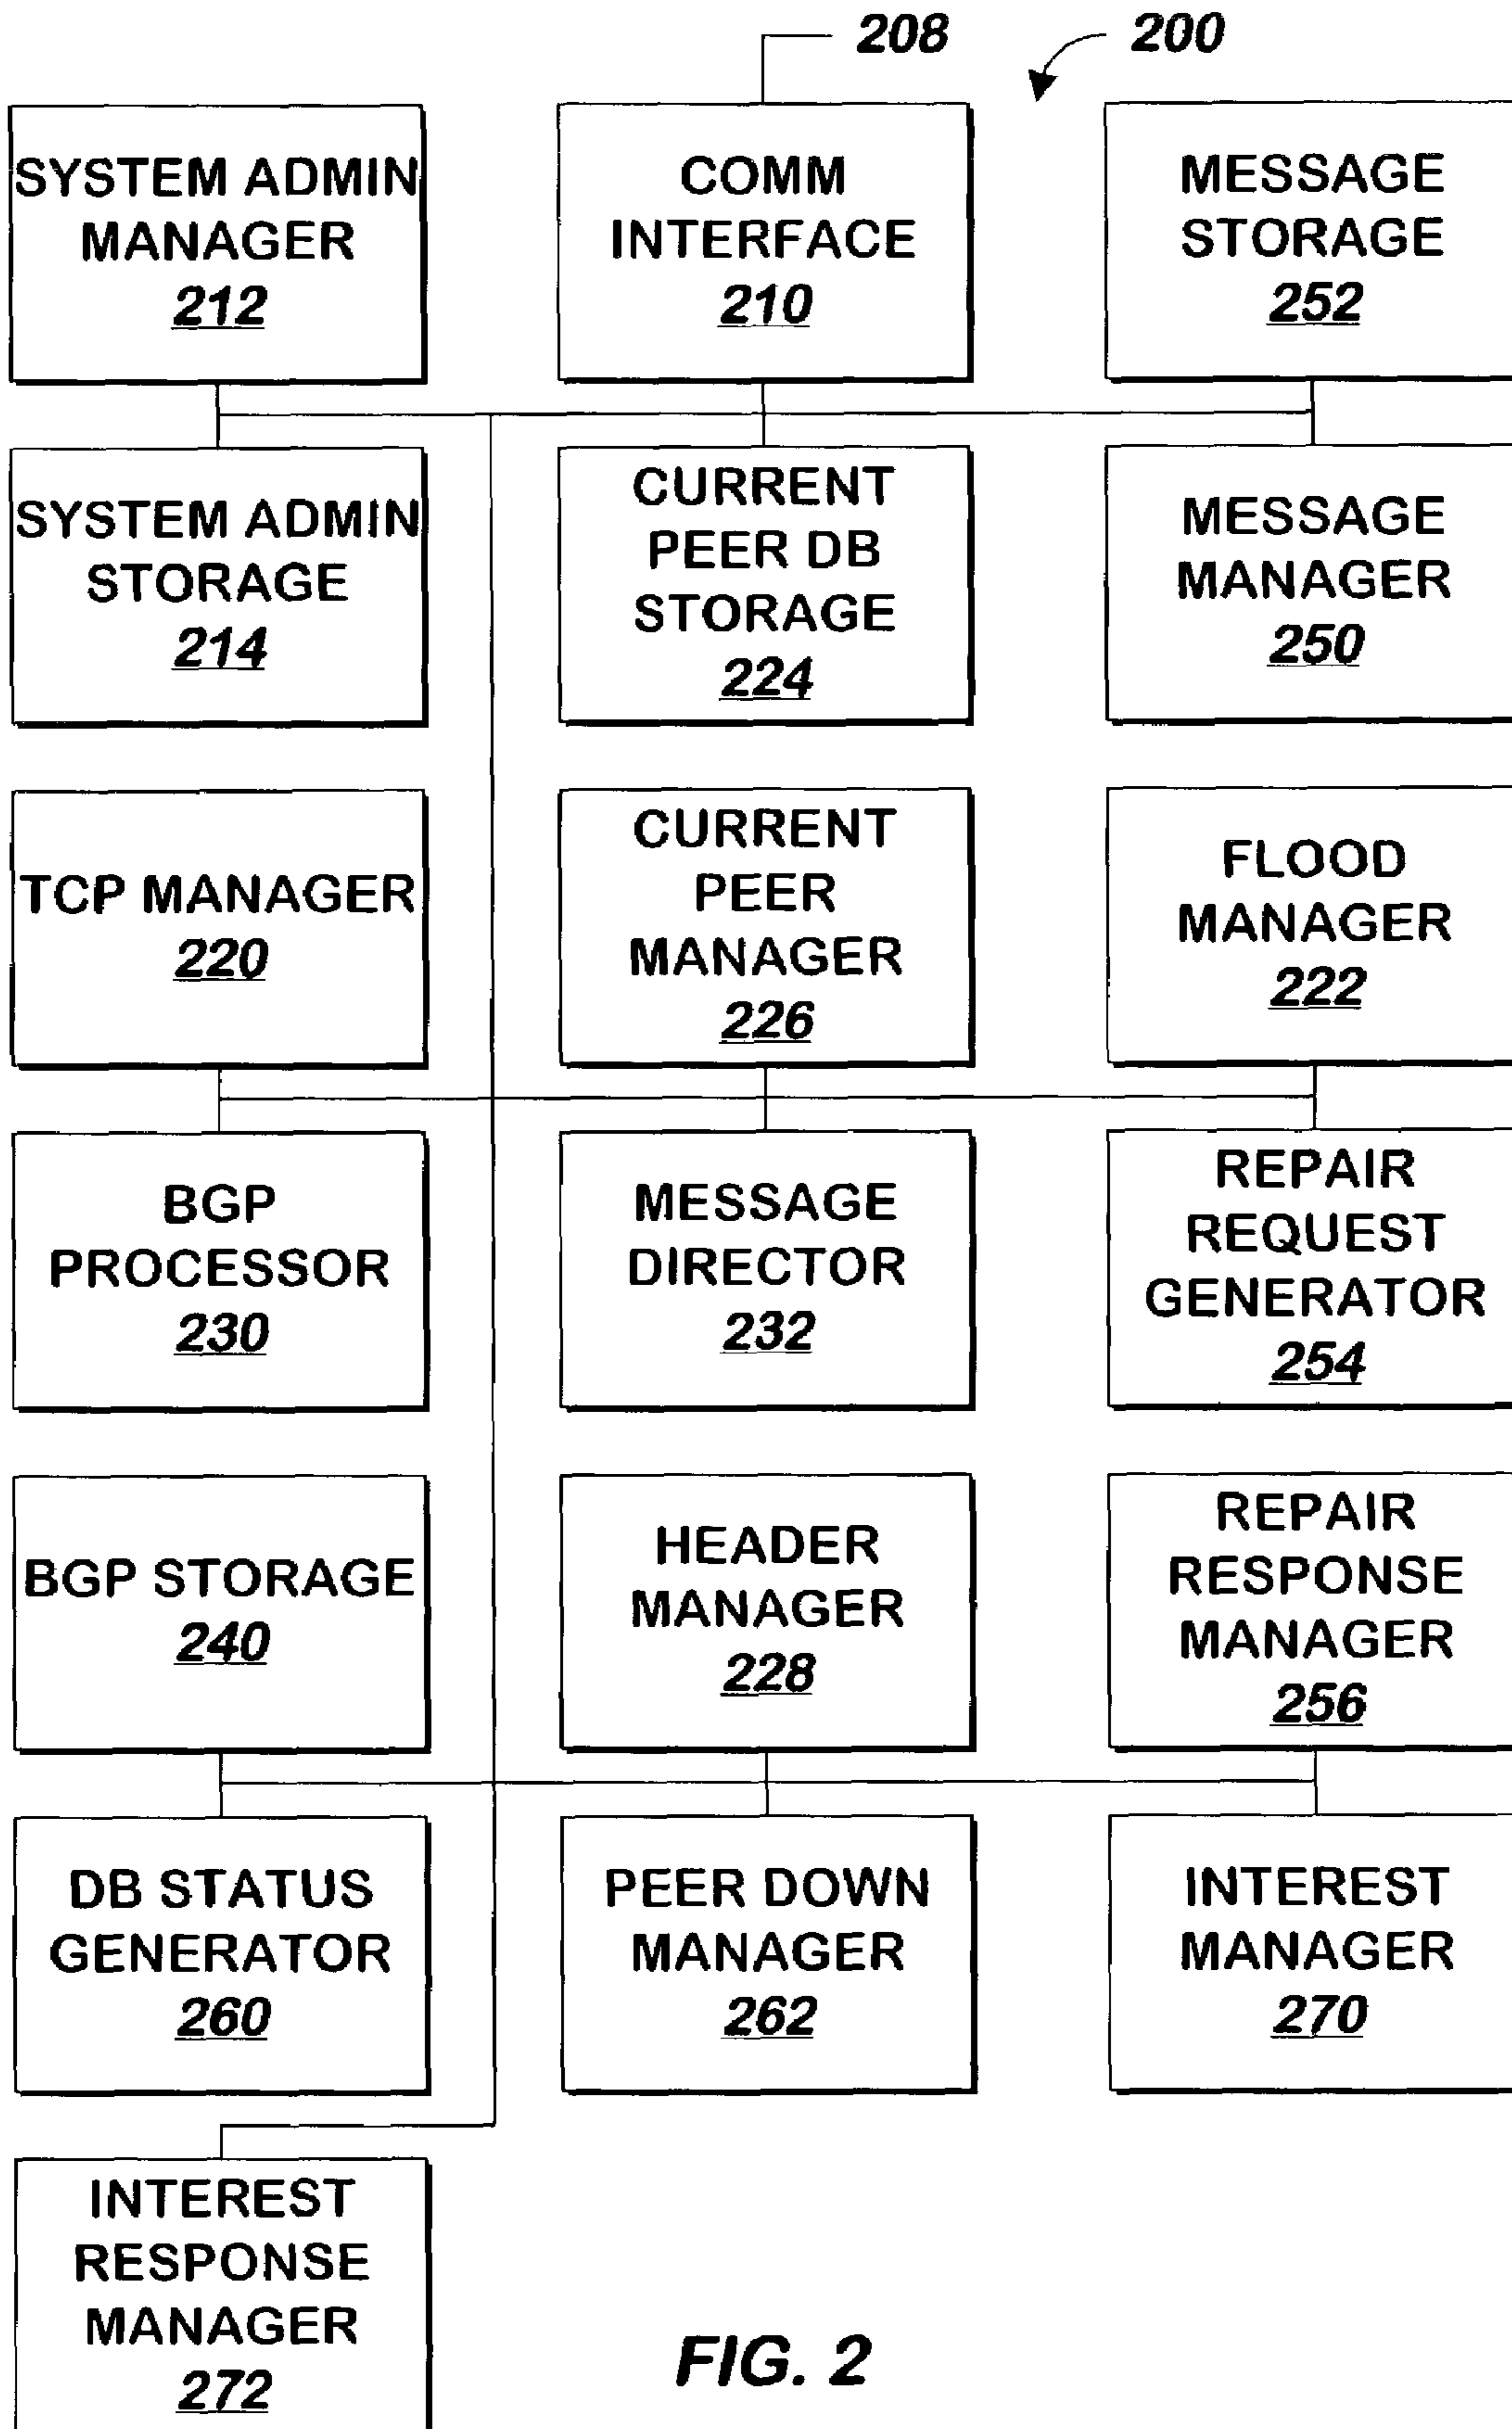 208
200
SYSTEM ADMIN
MANAGER
212
COMM
INTERFACE
210
MESSAGE
STORAGE
252
SYSTEM ADMIN
STORAGE
214
CURRENT
PEER DB
STORAGE
224
MESSAGE
MANAGER
250
TCP MANAGER
220
CURRENT
PEER
MANAGER
226
FLOOD
MANAGER
222
BGP
PROCESSOR
230
MESSAGE
DIRECTOR
232
REPAIR
REQUEST
GENERATOR
254
BGP STORAGE
240
HEADER
MANAGER
228
REPAIR
RESPONSE
MANAGER
256
DB STATUS
GENERATOR
260
PEER DOWN
MANAGER
262
INTEREST
MANAGER
270
INTEREST
RESPONSE
MANAGER
272
FIG. 2